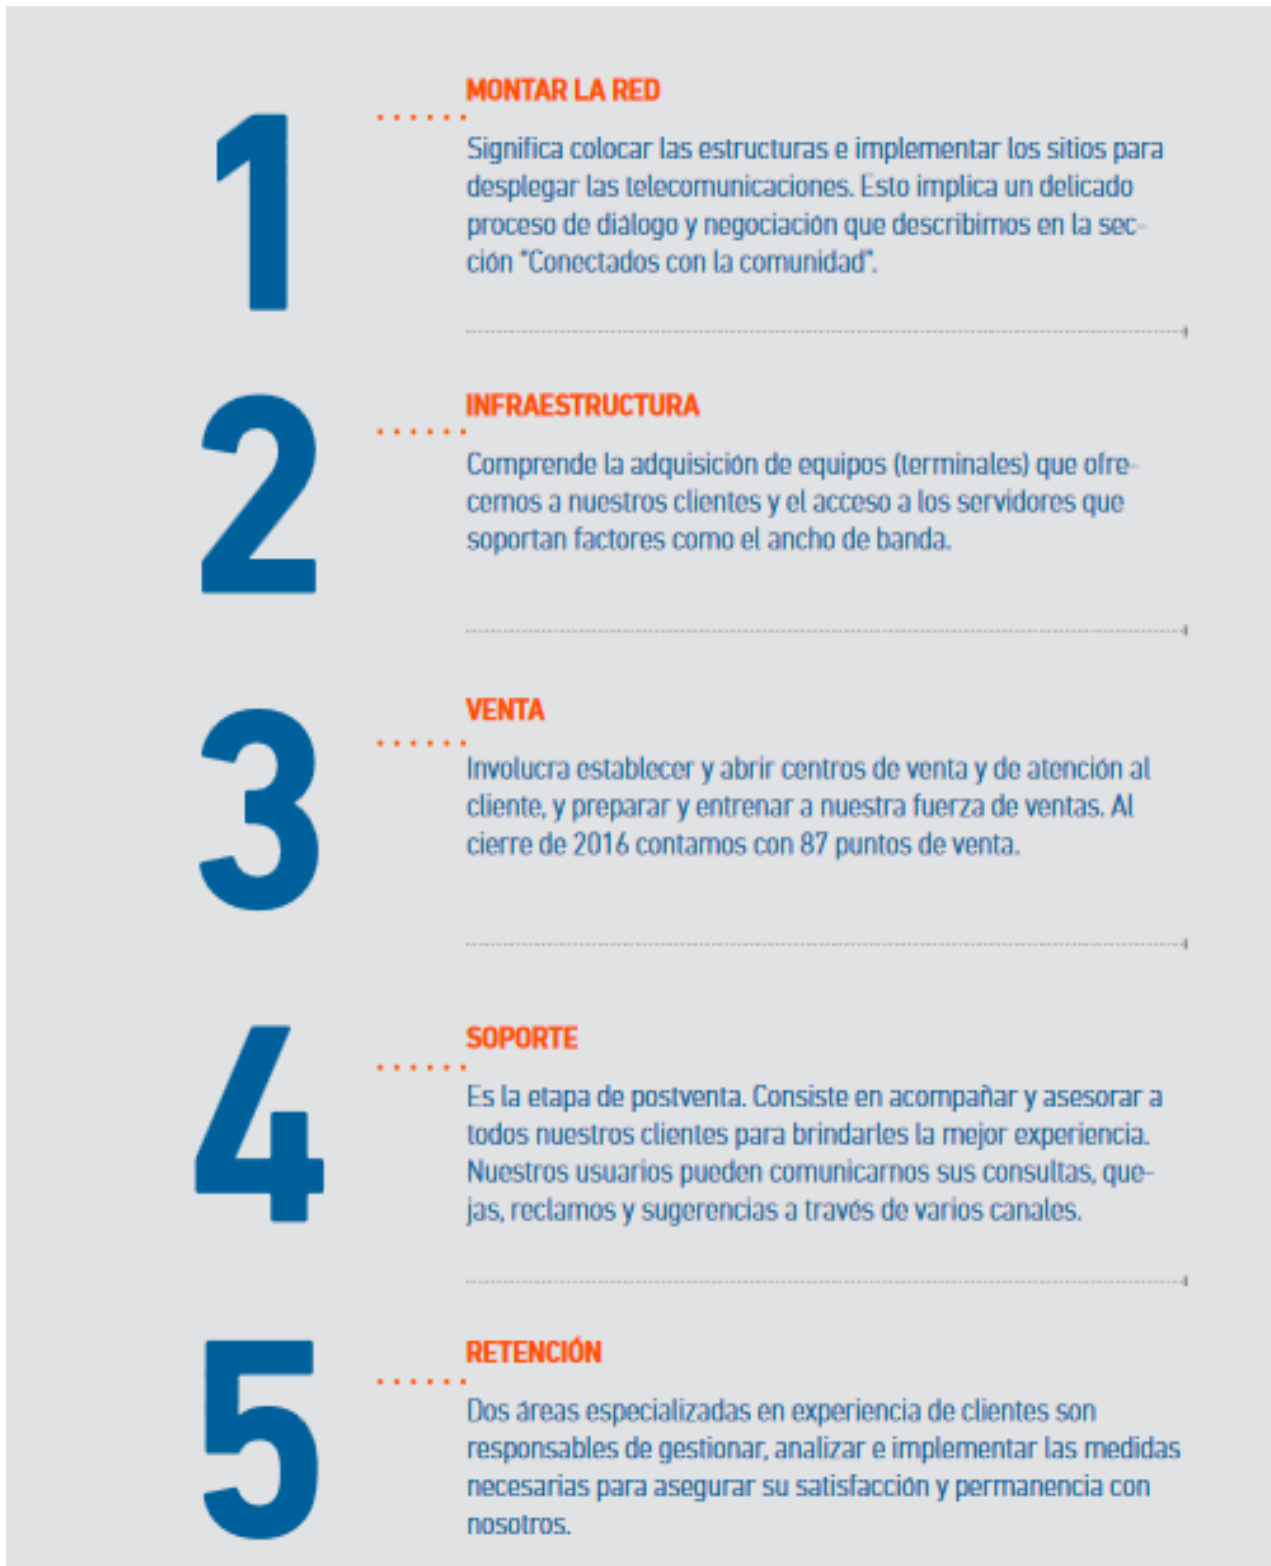 1
MONTAR LA RED
Significa colocar las estructuras e implementar los sitios para
desplegar las telecomunicaciones. Esto implica un delicado
proceso de diálogo y negociación que describimos en la sec-
ción "Conectados con la comunidad".
2
INFRAESTRUCTURA
Comprende la adquisición de equipos (terminales) que ofre-
cemos a nuestros clientes y el acceso a los servidores que
soportan factores como el ancho de banda.
3
VENTA
Involucra establecer y abrir centros de venta y de atención al
cliente, y preparar y entrenar a nuestra fuerza de ventas. Al
cierre de 2016 contamos con 87 puntos de venta.
4
SOPORTE
Es la etapa de postventa. Consiste en acompañar y asesorar a
todos nuestros clientes para brindarles la mejor experiencia.
Nuestros usuarios pueden comunicarnos sus consultas, que-
jas, reclamos y sugerencias a través de varios canales.
5
RETENCIÓN
Dos áreas especializadas en experiencia de clientes son
responsables de gestionar, analizar e implementar las medidas
necesarias para asegurar su satisfacción y permanencia con
nosotros.